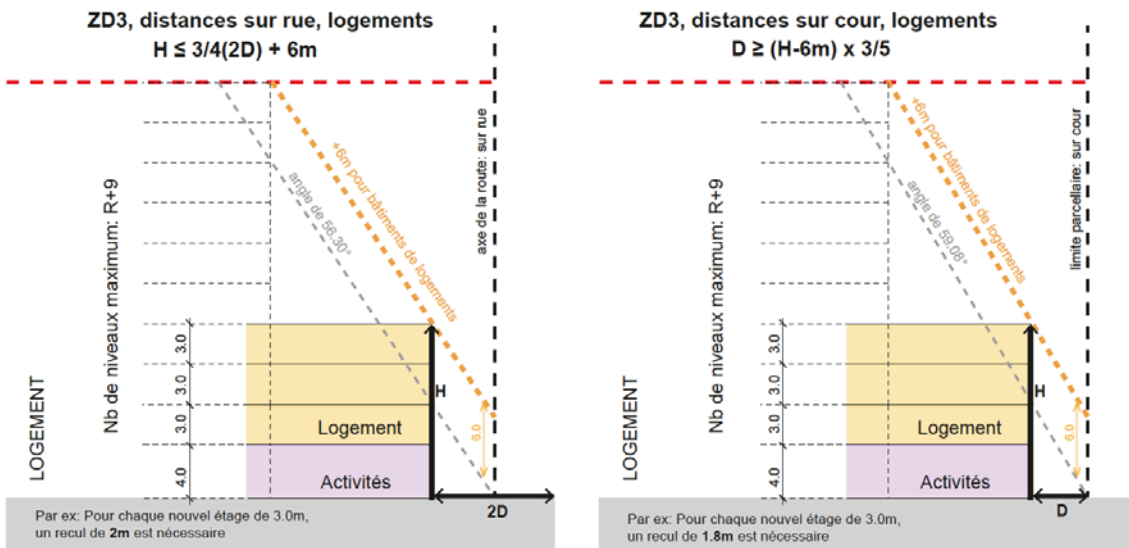 ZD3, distances sur rue, logements
H ≤ 3/4(2D) + 6m
LOGEMENT
Nb de niveaux maximum: R+9
3.0
3.0
3.0
4.0
angle de 56.30°
+6m pour bâtiments de logements
axe de la route: sur rue
H
6.0
Logement
Activités
2D
Par ex: Pour chaque nouvel étage de 3.0m,
un recul de 2m est nécessaire
ZD3, distances sur cour, logements
D ≥ (H-6m) x 3/5
LOGEMENT
Nb de niveaux maximum: R+9
3.0
3.0
3.0
4.0
angle de 59.08°
+6m pour bâtiments de logements
limite parcellaire: sur cour
H
6.0
Logement
Activités
D
Par ex: Pour chaque nouvel étage de 3.0m,
un recul de 1.8m est nécessaire